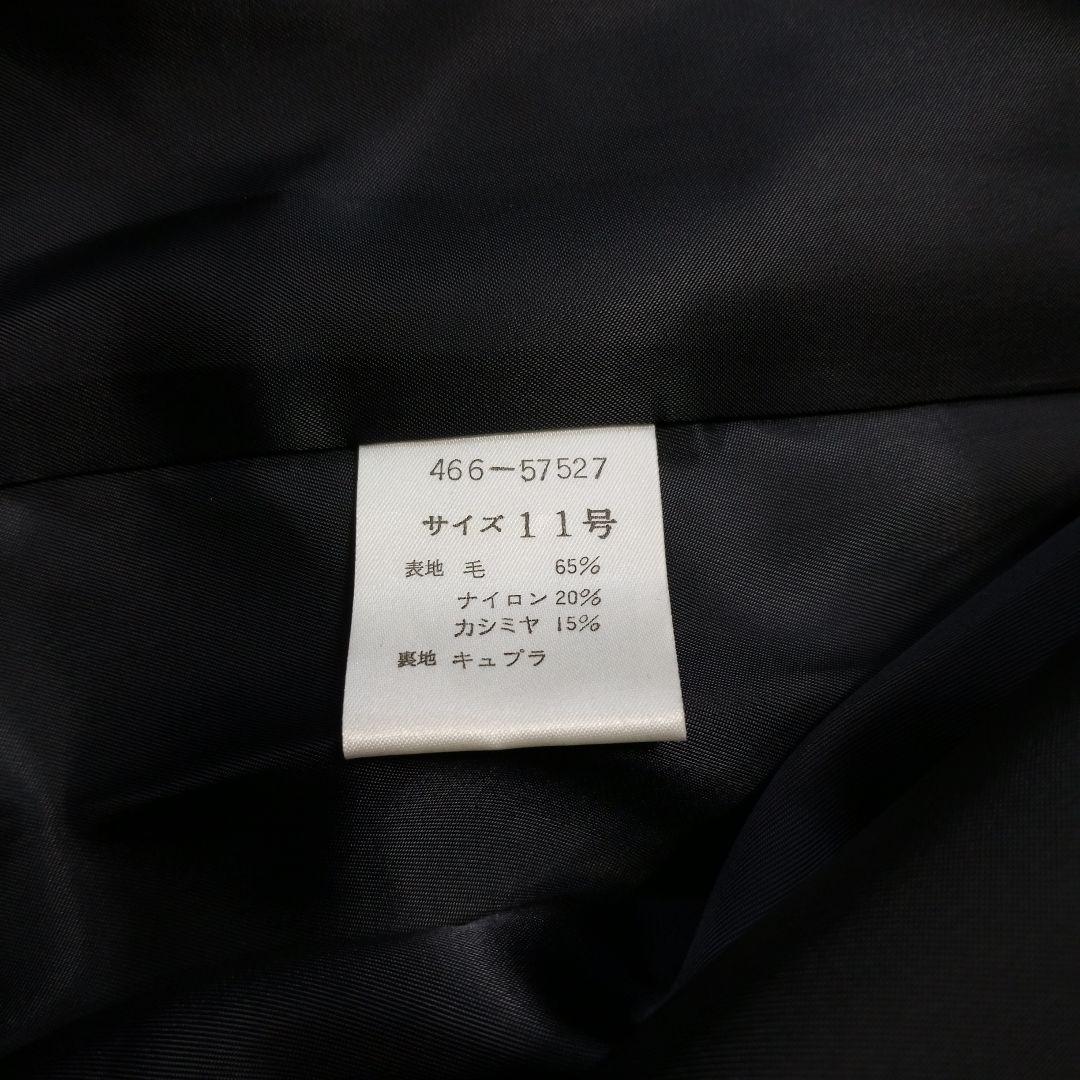 466-57527
サイズ 11号
表地 毛 65%
ナイロン 20%
カシミヤ 15%
裏地 キュプラ